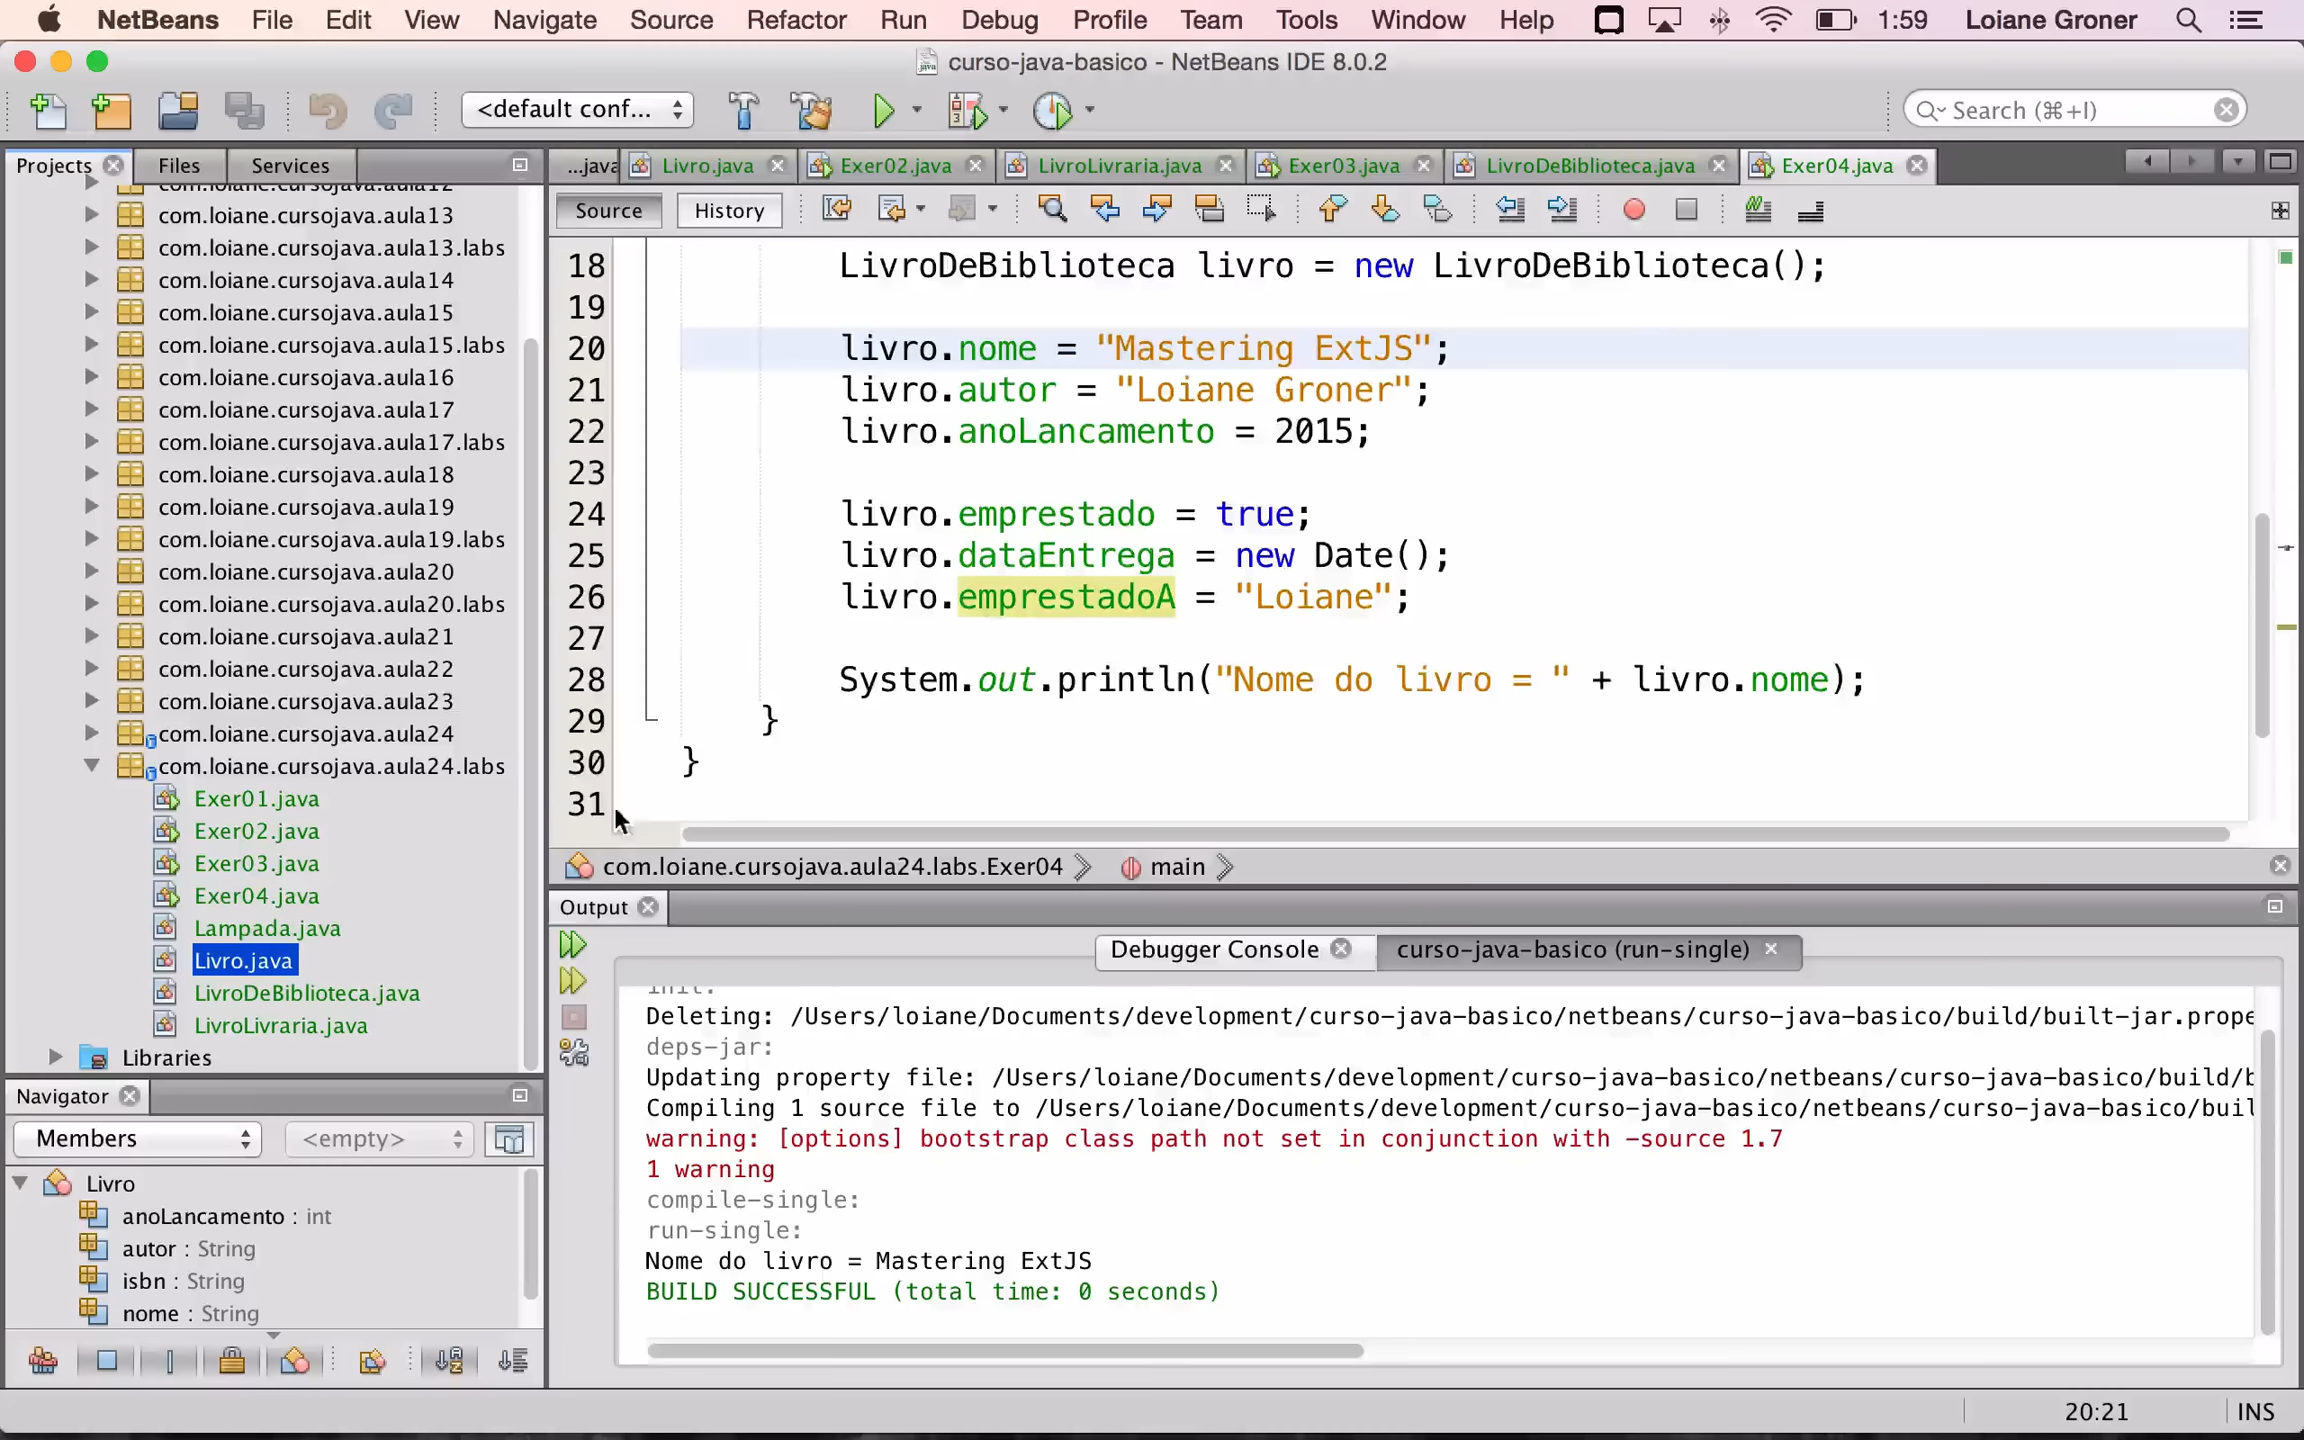 NetBeans File Edit View Navigate Source Refactor Run Debug Profile Team Tools Window Help 1:59 Loiane Groner
curso-java-basico - NetBeans IDE 8.0.2
<default conf...
Search (⌘+I)
Projects Files Services
...java Livro.java Exer02.java LivroLivraria.java Exer03.java LivroDeBiblioteca.java Exer04.java
Source History
com.loiane.cursojava.aula12
com.loiane.cursojava.aula13
com.loiane.cursojava.aula13.labs
com.loiane.cursojava.aula14
com.loiane.cursojava.aula15
com.loiane.cursojava.aula15.labs
com.loiane.cursojava.aula16
com.loiane.cursojava.aula17
com.loiane.cursojava.aula17.labs
com.loiane.cursojava.aula18
com.loiane.cursojava.aula19
com.loiane.cursojava.aula19.labs
com.loiane.cursojava.aula20
com.loiane.cursojava.aula20.labs
com.loiane.cursojava.aula21
com.loiane.cursojava.aula22
com.loiane.cursojava.aula23
com.loiane.cursojava.aula24
com.loiane.cursojava.aula24.labs
Exer01.java
Exer02.java
Exer03.java
Exer04.java
Lampada.java
Livro.java
LivroDeBiblioteca.java
LivroLivraria.java
Libraries
18 LivroDeBiblioteca livro = new LivroDeBiblioteca();
19
20 livro.nome = "Mastering ExtJS";
21 livro.autor = "Loiane Groner";
22 livro.anoLancamento = 2015;
23
24 livro.emprestado = true;
25 livro.dataEntrega = new Date();
26 livro.emprestadoA = "Loiane";
27
28 System.out.println("Nome do livro = " + livro.nome);
29 }
30 }
31
com.loiane.cursojava.aula24.labs.Exer04 main
Output
Debugger Console curso-java-basico (run-single)
init:
Deleting: /Users/loiane/Documents/development/curso-java-basico/netbeans/curso-java-basico/build/built-jar.prope
deps-jar:
Updating property file: /Users/loiane/Documents/development/curso-java-basico/netbeans/curso-java-basico/build/b
Compiling 1 source file to /Users/loiane/Documents/development/curso-java-basico/netbeans/curso-java-basico/buil
warning: [options] bootstrap class path not set in conjunction with -source 1.7
1 warning
compile-single:
run-single:
Nome do livro = Mastering ExtJS
BUILD SUCCESSFUL (total time: 0 seconds)
Navigator
Members <empty>
Livro
anoLancamento : int
autor : String
isbn : String
nome : String
20:21 INS